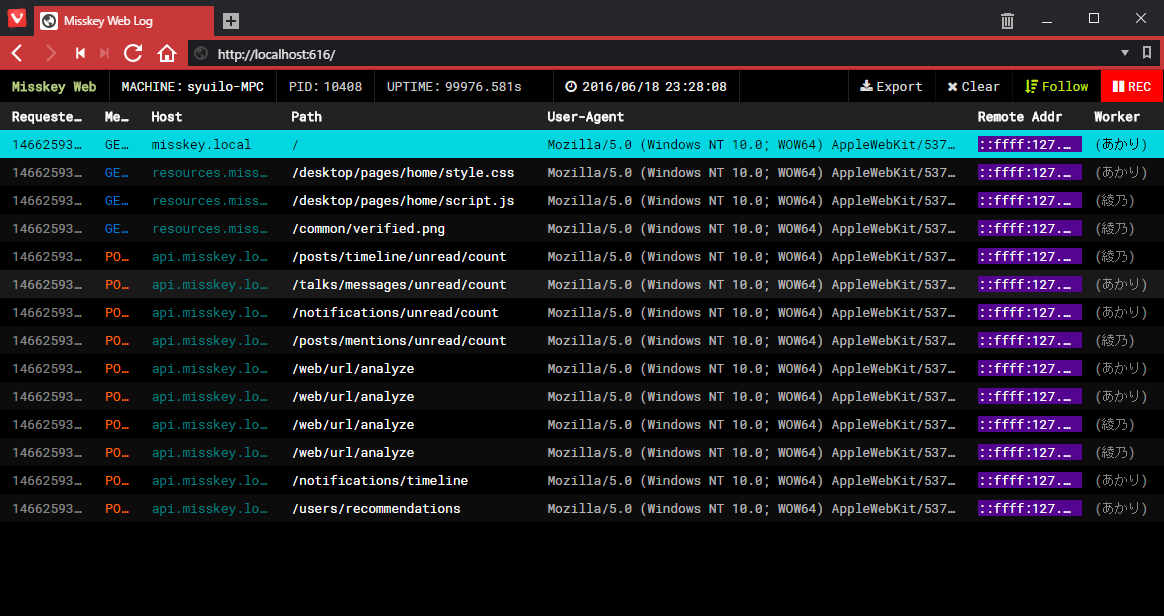 Misskey Web Log
http://localhost:616/
Misskey Web MACHINE: syuilo-MPC PID: 10408 UPTIME: 99976.581s 2016/06/18 23:28:08 Export Clear Follow REC
Requeste… Me… Host Path User-Agent Remote Addr Worker
14662593… GE… misskey.local / Mozilla/5.0 (Windows NT 10.0; WOW64) AppleWebKit/537… ::ffff:127.… (あかり)
14662593… GE… resources.miss… /desktop/pages/home/style.css Mozilla/5.0 (Windows NT 10.0; WOW64) AppleWebKit/537… ::ffff:127.… (あかり)
14662593… GE… resources.miss… /desktop/pages/home/script.js Mozilla/5.0 (Windows NT 10.0; WOW64) AppleWebKit/537… ::ffff:127.… (綾乃)
14662593… GE… resources.miss… /common/verified.png Mozilla/5.0 (Windows NT 10.0; WOW64) AppleWebKit/537… ::ffff:127.… (綾乃)
14662593… PO… api.misskey.lo… /posts/timeline/unread/count Mozilla/5.0 (Windows NT 10.0; WOW64) AppleWebKit/537… ::ffff:127.… (綾乃)
14662593… PO… api.misskey.lo… /talks/messages/unread/count Mozilla/5.0 (Windows NT 10.0; WOW64) AppleWebKit/537… ::ffff:127.… (あかり)
14662593… PO… api.misskey.lo… /notifications/unread/count Mozilla/5.0 (Windows NT 10.0; WOW64) AppleWebKit/537… ::ffff:127.… (あかり)
14662593… PO… api.misskey.lo… /posts/mentions/unread/count Mozilla/5.0 (Windows NT 10.0; WOW64) AppleWebKit/537… ::ffff:127.… (綾乃)
14662593… PO… api.misskey.lo… /web/url/analyze Mozilla/5.0 (Windows NT 10.0; WOW64) AppleWebKit/537… ::ffff:127.… (あかり)
14662593… PO… api.misskey.lo… /web/url/analyze Mozilla/5.0 (Windows NT 10.0; WOW64) AppleWebKit/537… ::ffff:127.… (あかり)
14662593… PO… api.misskey.lo… /web/url/analyze Mozilla/5.0 (Windows NT 10.0; WOW64) AppleWebKit/537… ::ffff:127.… (綾乃)
14662593… PO… api.misskey.lo… /web/url/analyze Mozilla/5.0 (Windows NT 10.0; WOW64) AppleWebKit/537… ::ffff:127.… (綾乃)
14662593… PO… api.misskey.lo… /notifications/timeline Mozilla/5.0 (Windows NT 10.0; WOW64) AppleWebKit/537… ::ffff:127.… (あかり)
14662593… PO… api.misskey.lo… /users/recommendations Mozilla/5.0 (Windows NT 10.0; WOW64) AppleWebKit/537… ::ffff:127.… (あかり)